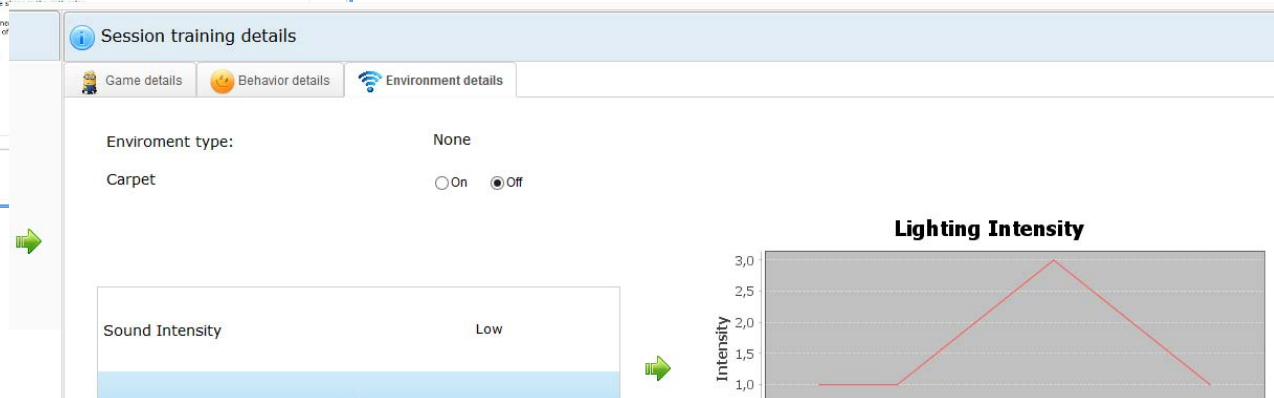 Session training details
Game details Behavior details Environment details
Enviroment type: None
Carpet On Off
Lighting Intensity
3,0
2,5
2,0
1,5
1,0
Intensity
Sound Intensity Low